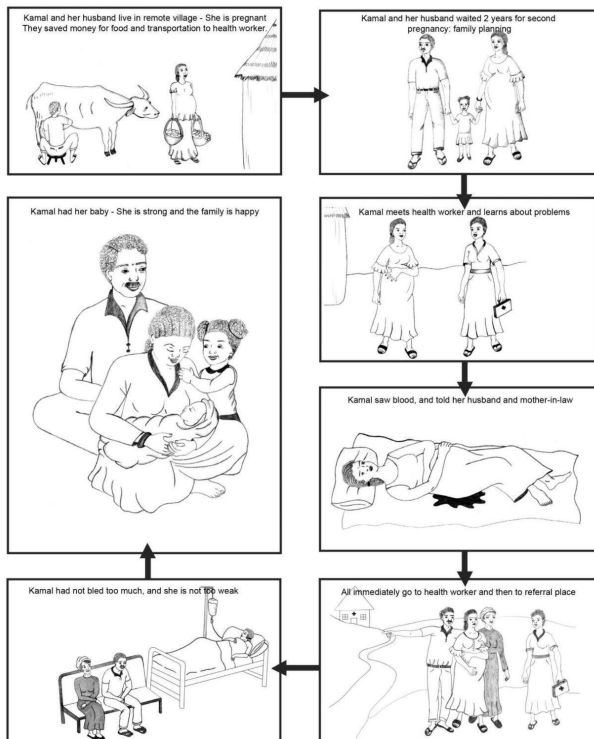 Kamal and her husband live in remote village - She is pregnant
They saved money for food and transportation to health worker.
Kamal and her husband waited 2 years for second
pregnancy: family planning
Kamal meets health worker and learns about problems
Kamal saw blood, and told her husband and mother-in-law
All immediately go to health worker and then to referral place
Kamal had not bled too much, and she is not too weak
Kamal had her baby - She is strong and the family is happy